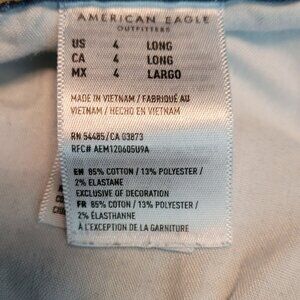 AMERICAN EAGLE
OUTFITTERS
US 4 LONG
CA 4 LONG
MX 4 LARGO
MADE IN VIETNAM / FABRIQUÉ AU
VIETNAM / HECHO EN VIETNAM
RN 54485/CA 03873
RFC# AEM120605U9A
EN 85% COTTON / 13% POLYESTER /
2% ELASTANE
EXCLUSIVE OF DECORATION
FR 85% COTON / 13% POLYESTER /
2% ÉLASTHANNE
À L'EXCEPTION DE LA GARNITURE